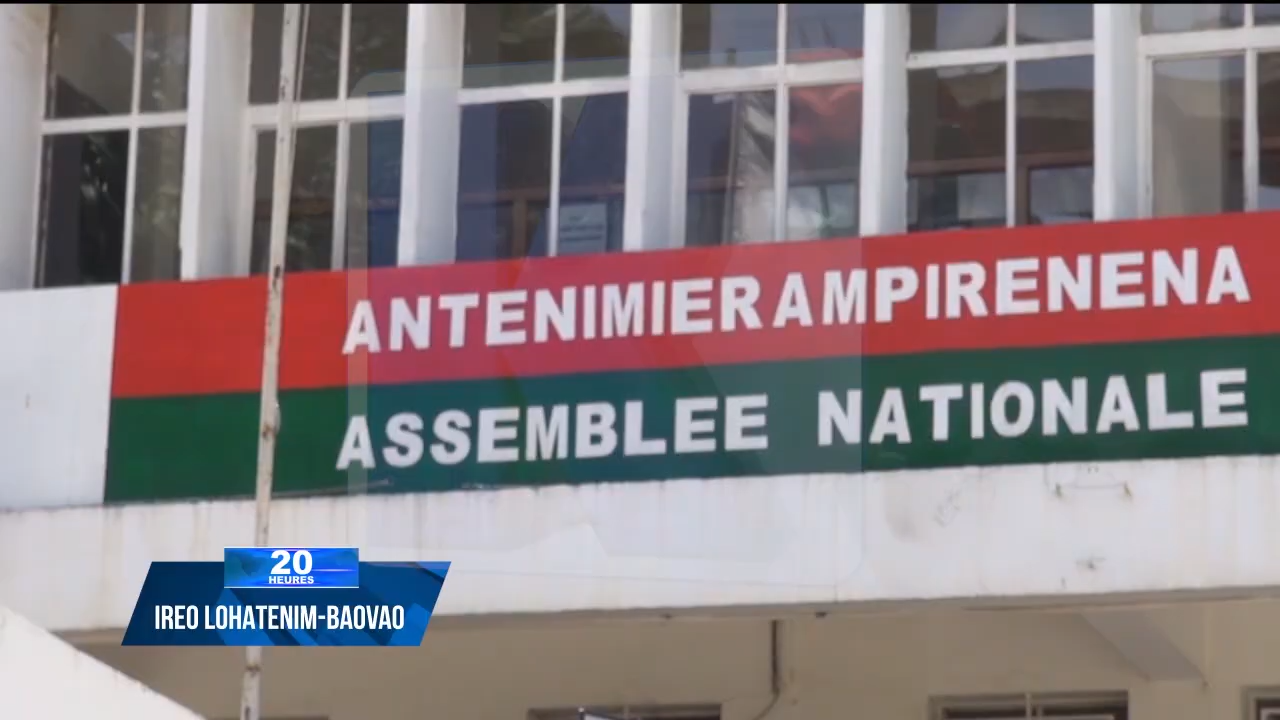 ANTENIMIERAMPIRENENA
ASSEMBLEE NATIONALE
20
HEURES
IREO LOHATENIM-BAOVAO